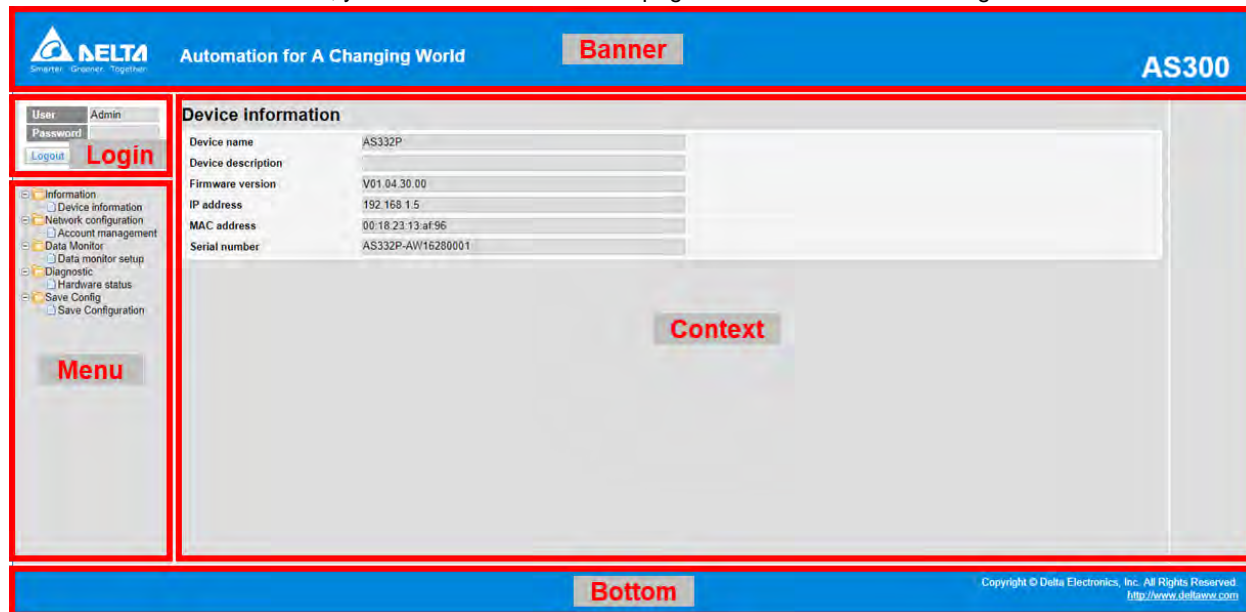 DELTA
Smarter. Greener. Together.
Automation for A Changing World
Banner
AS300
User Admin
Password
Logout
Login
Information
Device information
Network configuration
Account management
Data Monitor
Data monitor setup
Diagnostic
Hardware status
Save Config
Save Configuration
Menu
Device information
Device name AS332P
Device description
Firmware version V01.04.30.00
IP address 192.168.1.5
MAC address 00:18:23:13:af:96
Serial number AS332P-AW16280001
Context
Bottom
Copyright © Delta Electronics, Inc. All Rights Reserved.
http://www.deltaww.com